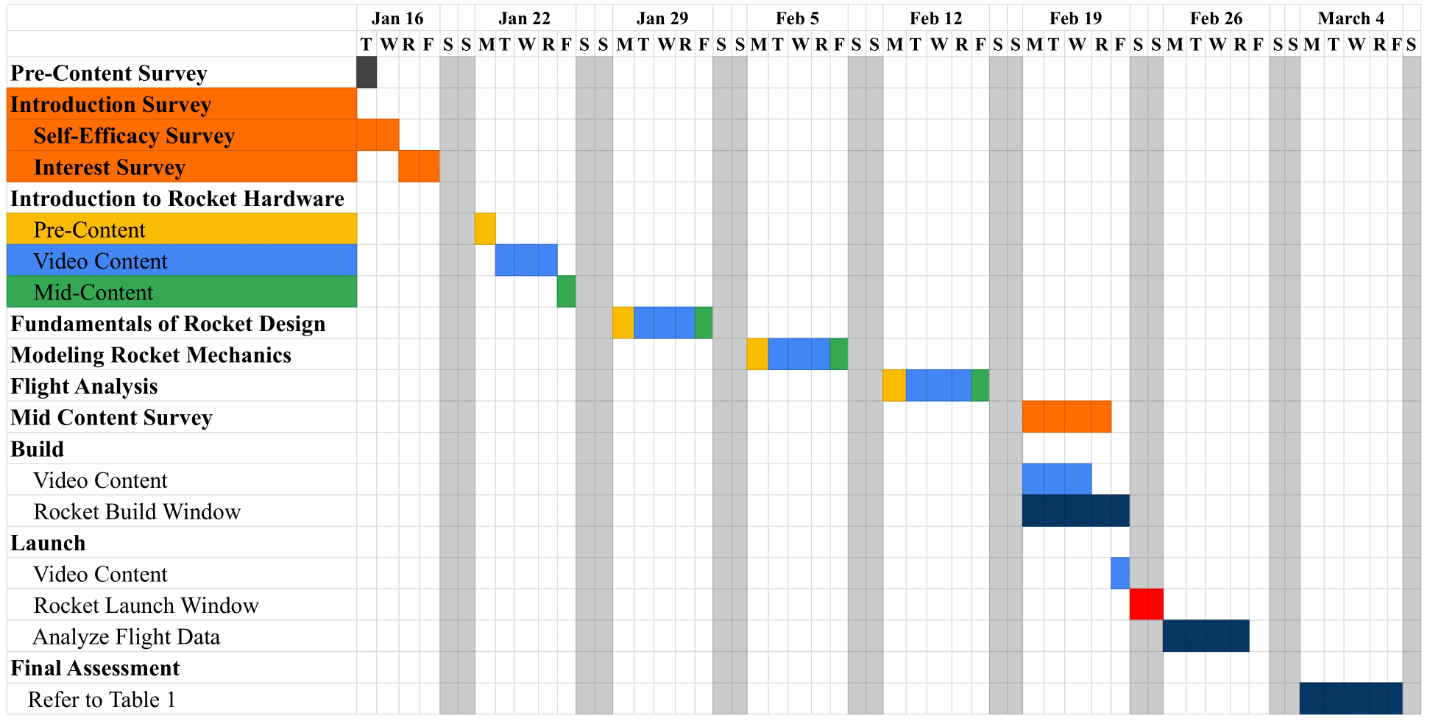 Jan 16 Jan 22 Jan 29 Feb 5 Feb 12 Feb 19 Feb 26 March 4
T W R F S S M T W R F S S M T W R F S S M T W R F S S M T W R F S S M T W R F S S M T W R F S S M T W R F S
Pre-Content Survey
Introduction Survey
Self-Efficacy Survey
Interest Survey
Introduction to Rocket Hardware
Pre-Content
Video Content
Mid-Content
Fundamentals of Rocket Design
Modeling Rocket Mechanics
Flight Analysis
Mid Content Survey
Build
Video Content
Rocket Build Window
Launch
Video Content
Rocket Launch Window
Analyze Flight Data
Final Assessment
Refer to Table 1